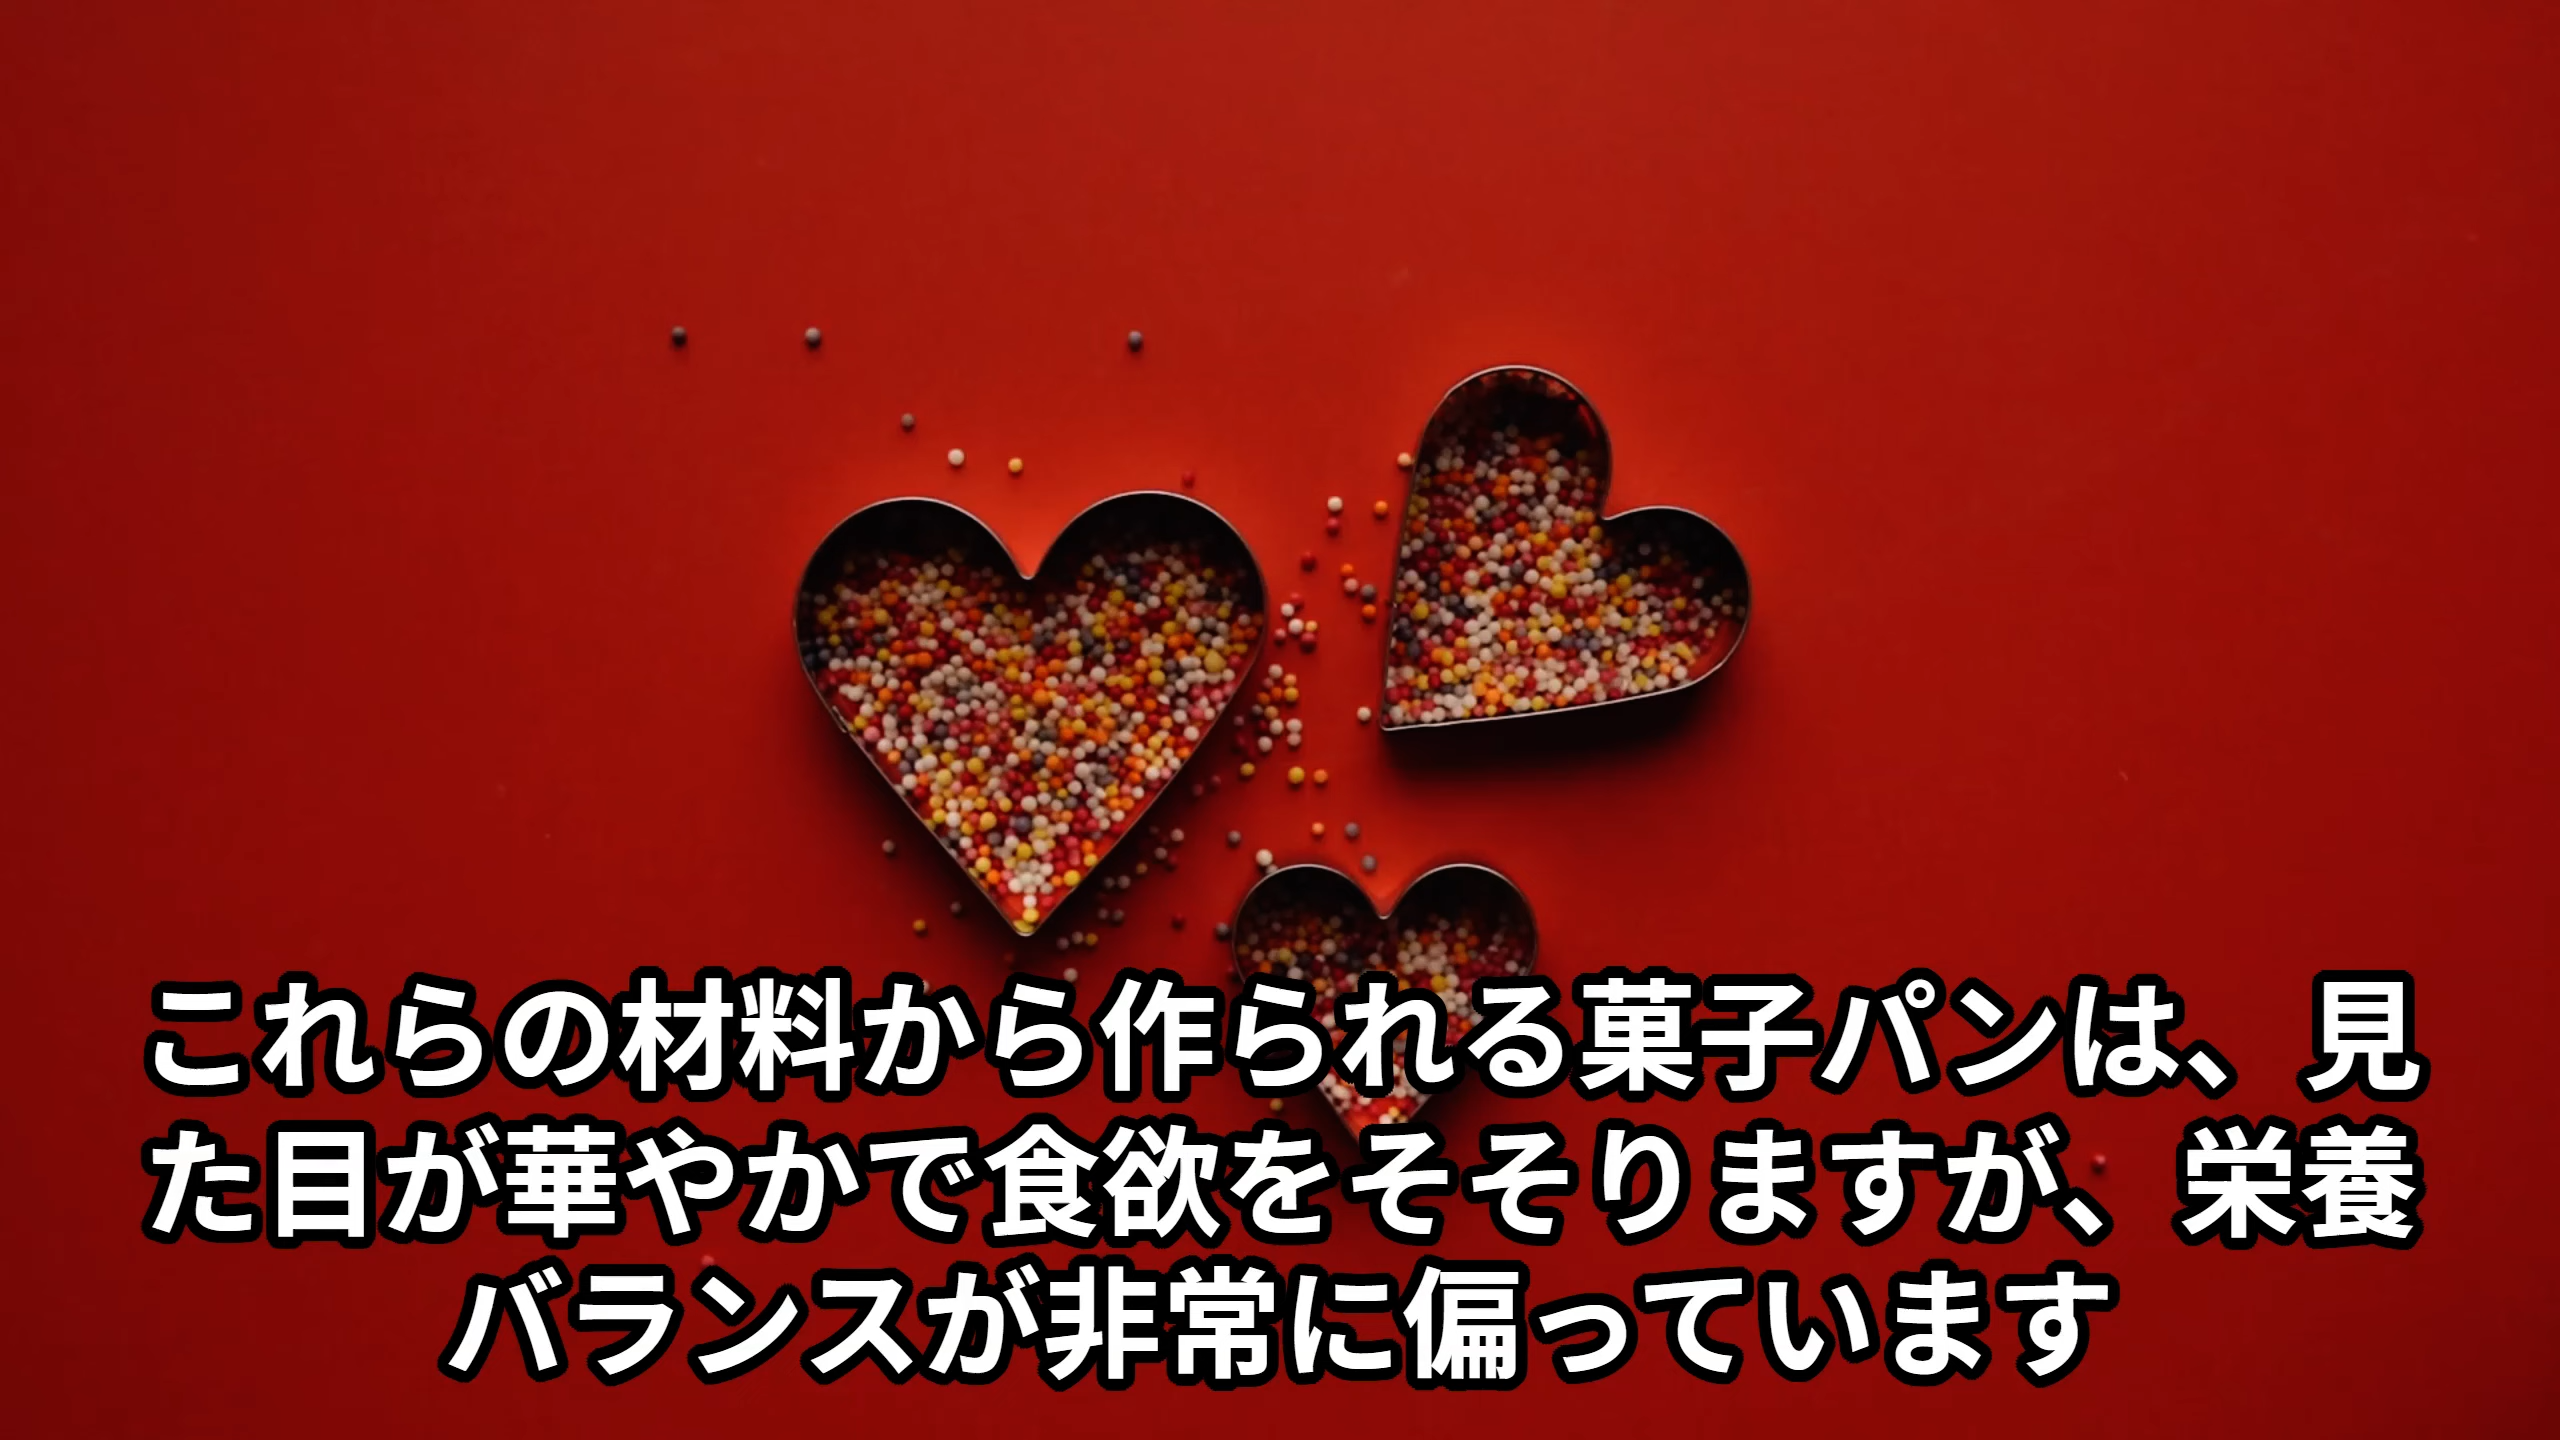 これらの材料から作られる菓子パンは、見
た目が華やかで食欲をそそりますが、栄養
バランスが非常に偏っています